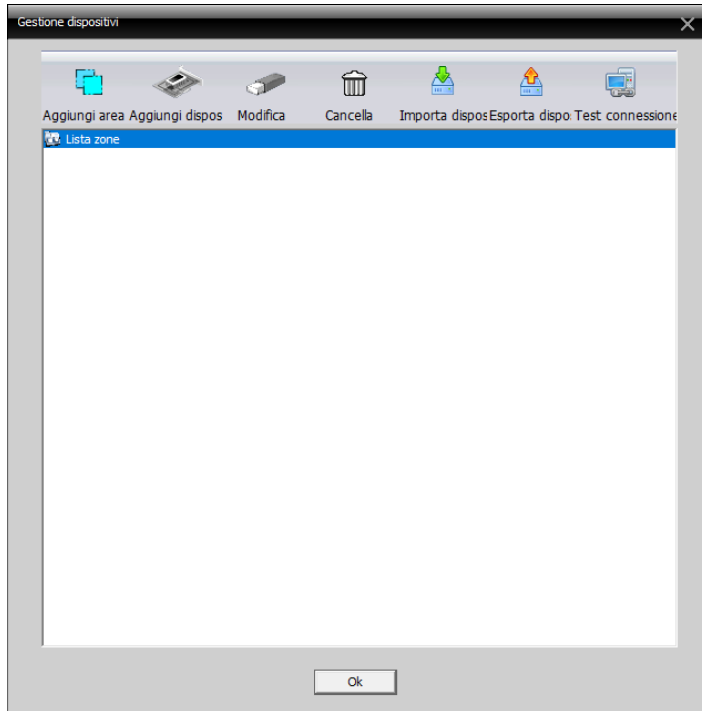 Gestione dispositivi
Aggiungi area Aggiungi dispos Modifica Cancella Importa dispos Esporta dispo: Test connessione
Lista zone
Ok